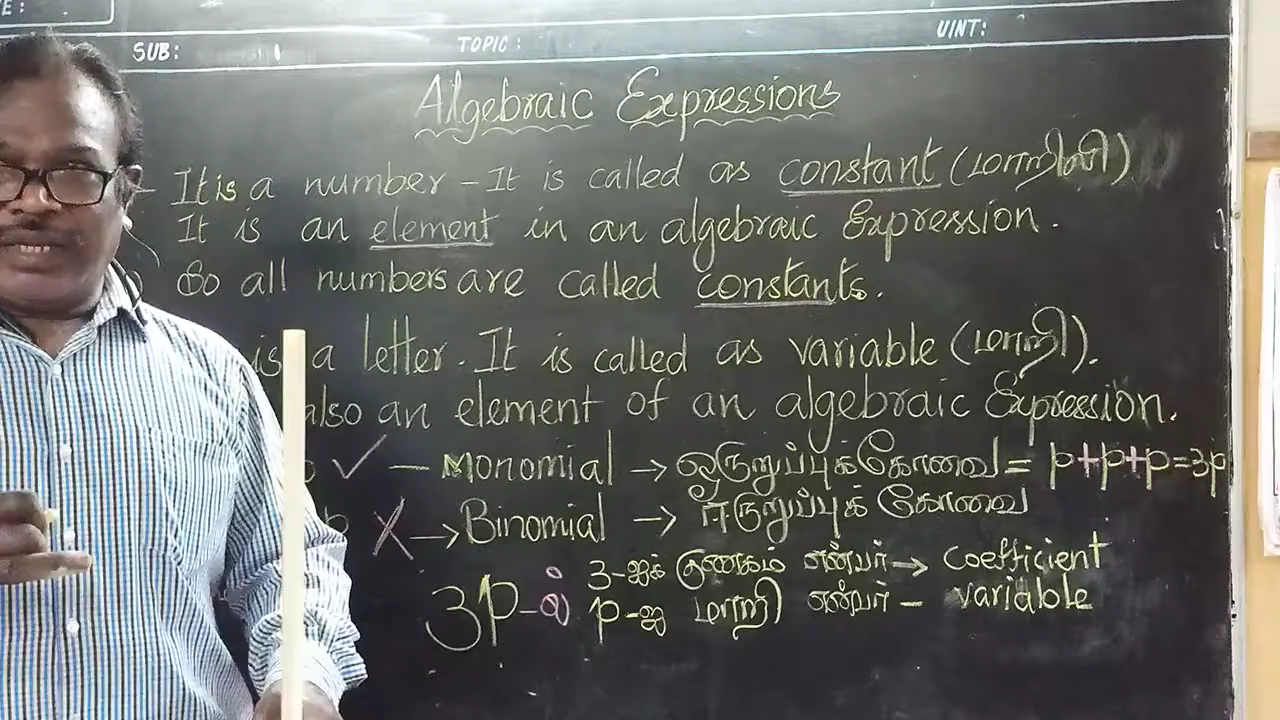 E:
SUB: TOPIC: UINT:
Algebraic Expressions
- It is a number - It is called as constant (மாறிலி)
It is an element in an algebraic Expression.
So all numbers are called constants.
is a letter. It is called as variable (மாறி).
also an element of an algebraic Expression.
✓ — Monomial → ஒருறுப்புக்கோவை = p+p+p=3p
p X → Binomial → ஈருறுப்புக் கோவை
3-ஐக் குணகம் என்பர் → coefficient
3p-ல் p-ஐ மாறி என்பர் - variable